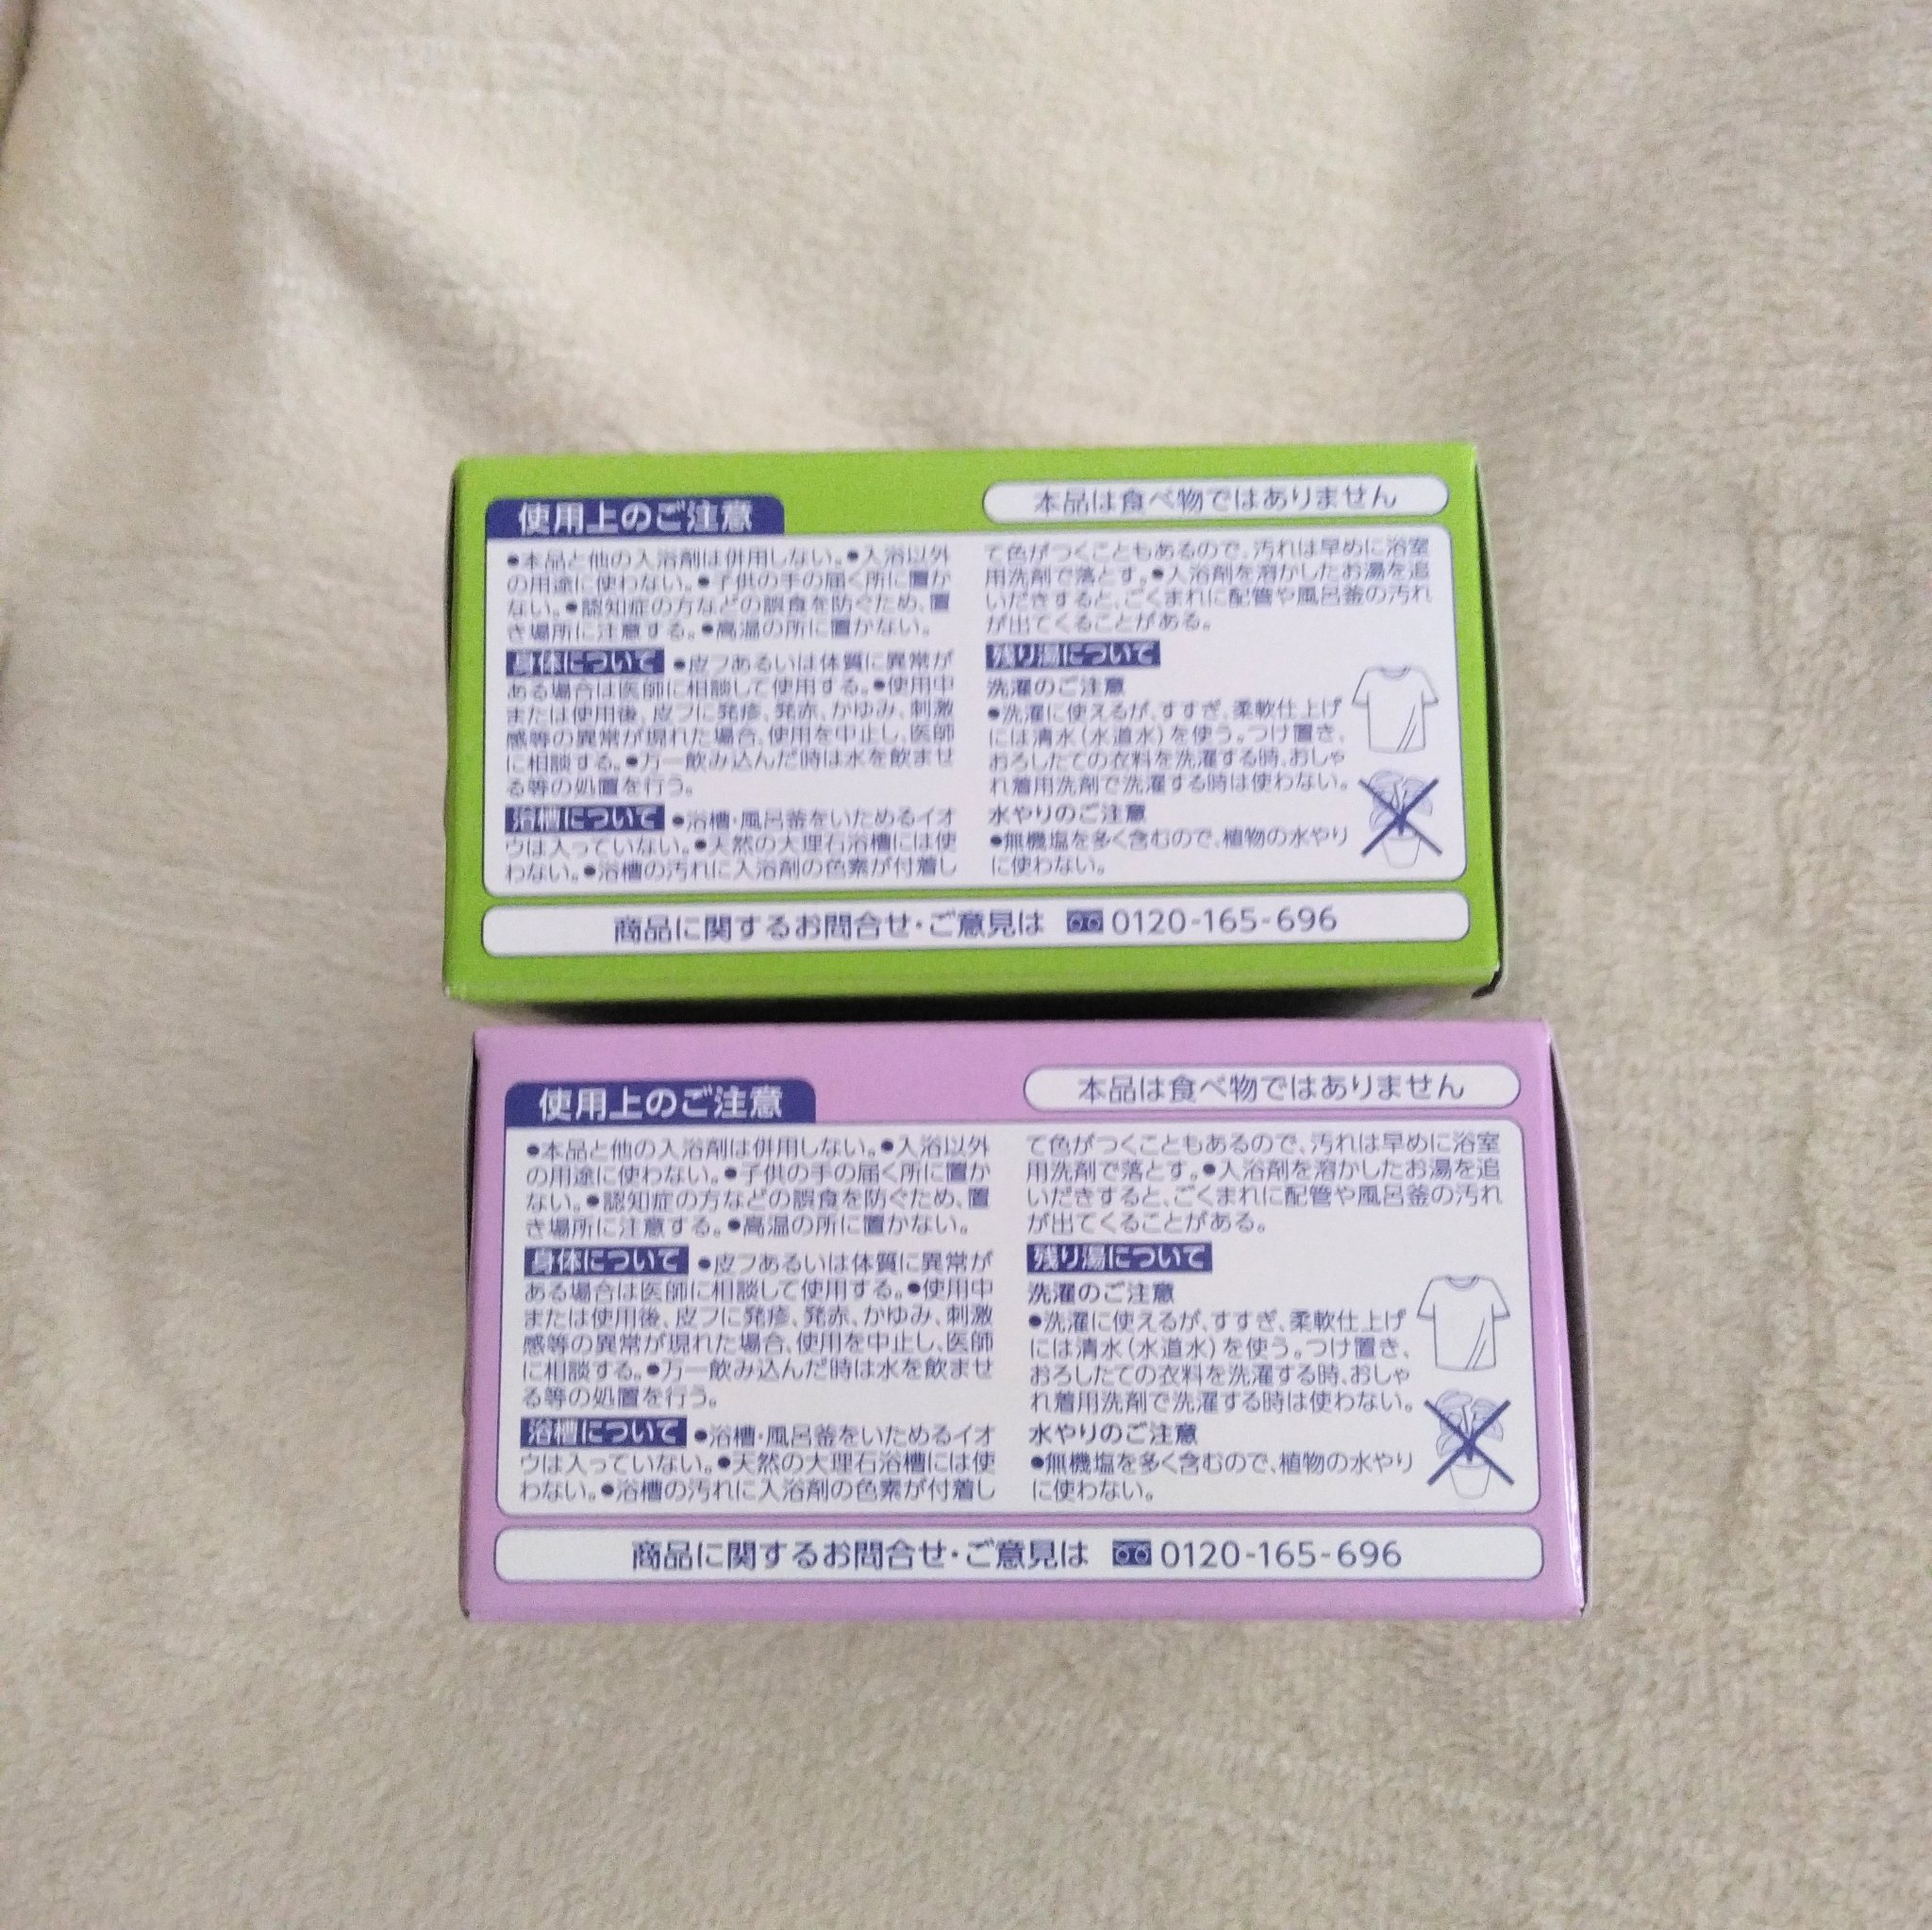 使用上のご注意
本品は食べ物ではありません
●本品と他の入浴剤は併用しない。●入浴以外
の用途に使わない。●子供の手の届く所に置か
ない。●認知症の方などの誤食を防ぐため、置
き場所に注意する。●高温の所に置かない。
身体について ●皮フあるいは体質に異常が
ある場合は医師に相談して使用する。●使用中
または使用後、皮フに発疹、発赤、かゆみ、刺激
感等の異常が現れた場合、使用を中止し、医師
に相談する。●万一飲み込んだ時は水を飲ませ
る等の処置を行う。
浴槽について ●浴槽・風呂釜をいためるイオ
ウは入っていない。●天然の大理石浴槽には使
わない。●浴槽の汚れに入浴剤の色素が付着し
て色がつくこともあるので、汚れは早めに浴室
用洗剤で落とす。●入浴剤を溶かしたお湯を追
いだきすると、ごくまれに配管や風呂釜の汚れ
が出てくることがある。
残り湯について
洗濯のご注意
●洗濯に使えるが、すすぎ、柔軟仕上げ
には清水(水道水)を使う。つけ置き、
おろしたての衣料を洗濯する時、おしゃ
れ着用洗剤で洗濯する時は使わない。
水やりのご注意
●無機塩を多く含むので、植物の水やり
に使わない。
商品に関するお問合せ・ご意見は 0120-165-696
使用上のご注意
本品は食べ物ではありません
●本品と他の入浴剤は併用しない。●入浴以外
の用途に使わない。●子供の手の届く所に置か
ない。●認知症の方などの誤食を防ぐため、置
き場所に注意する。●高温の所に置かない。
身体について ●皮フあるいは体質に異常が
ある場合は医師に相談して使用する。●使用中
または使用後、皮フに発疹、発赤、かゆみ、刺激
感等の異常が現れた場合、使用を中止し、医師
に相談する。●万一飲み込んだ時は水を飲ませ
る等の処置を行う。
浴槽について ●浴槽・風呂釜をいためるイオ
ウは入っていない。●天然の大理石浴槽には使
わない。●浴槽の汚れに入浴剤の色素が付着し
て色がつくこともあるので、汚れは早めに浴室
用洗剤で落とす。●入浴剤を溶かしたお湯を追
いだきすると、ごくまれに配管や風呂釜の汚れ
が出てくることがある。
残り湯について
洗濯のご注意
●洗濯に使えるが、すすぎ、柔軟仕上げ
には清水(水道水)を使う。つけ置き、
おろしたての衣料を洗濯する時、おしゃ
れ着用洗剤で洗濯する時は使わない。
水やりのご注意
●無機塩を多く含むので、植物の水やり
に使わない。
商品に関するお問合せ・ご意見は 0120-165-696